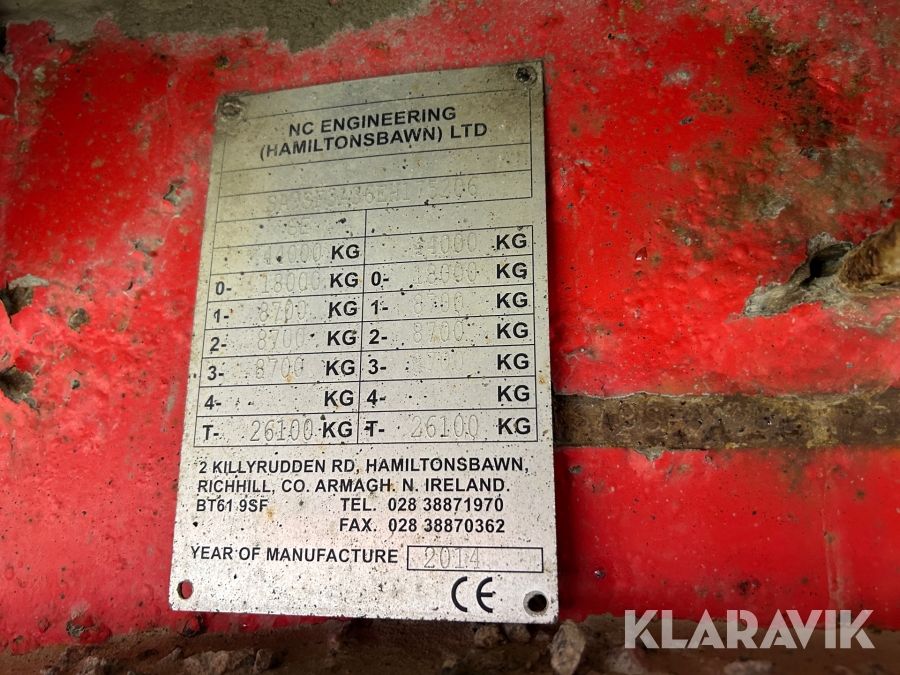 NC ENGINEERING
(HAMILTONSBAWN) LTD
44000 KG 44000 KG
0- 18000 KG 0- 18000 KG
1- 8700 KG 1- 8700 KG
2- 8700 KG 2- 8700 KG
3- 8700 KG 3- KG
4- KG 4- KG
T- 26100 KG T- 26100 KG
2 KILLYRUDDEN RD, HAMILTONSBAWN,
RICHHILL, CO. ARMAGH. N. IRELAND.
BT61 9SF TEL. 028 38871970
FAX. 028 38870362
YEAR OF MANUFACTURE 2014
CE
KLARAVIK